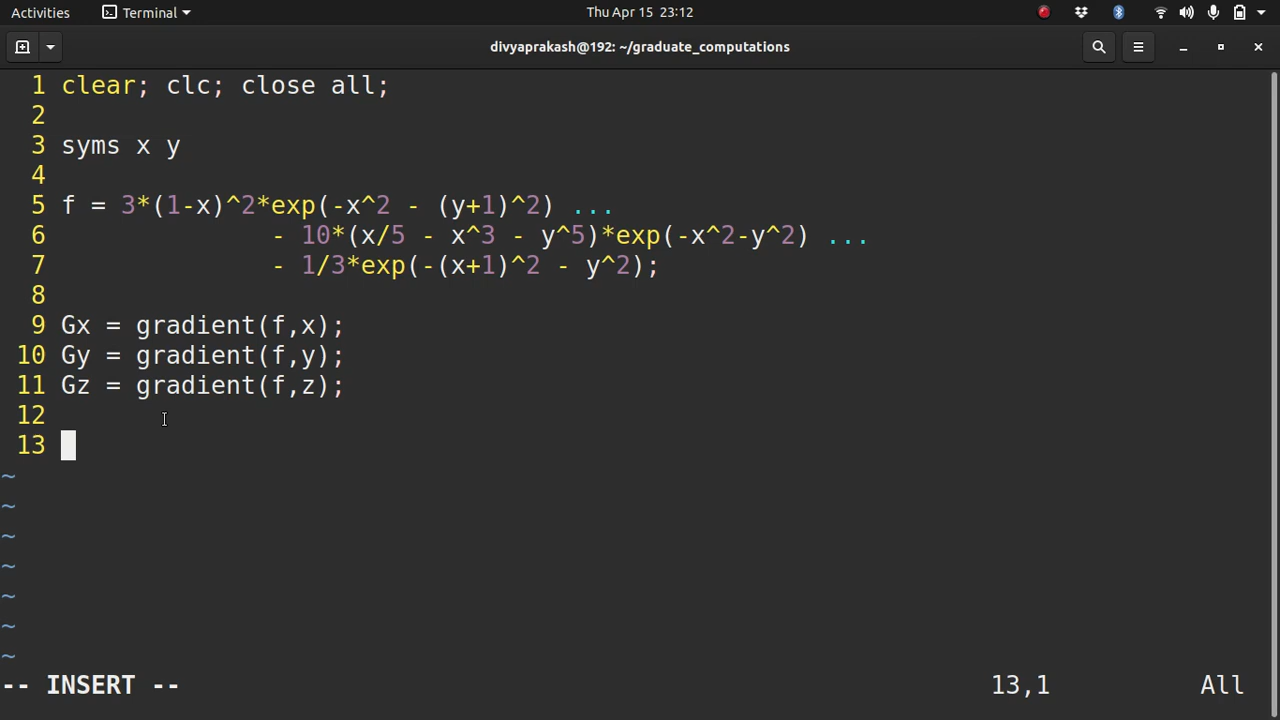 Activities Terminal Thu Apr 15 23:12
divyaprakash@192: ~/graduate_computations
1 clear; clc; close all;
2
3 syms x y
4
5 f = 3*(1-x)^2*exp(-x^2 - (y+1)^2) ...
6 - 10*(x/5 - x^3 - y^5)*exp(-x^2-y^2) ...
7 - 1/3*exp(-(x+1)^2 - y^2);
8
9 Gx = gradient(f,x);
10 Gy = gradient(f,y);
11 Gz = gradient(f,z);
12
13
~
~
~
~
~
~
~
-- INSERT -- 13,1 All